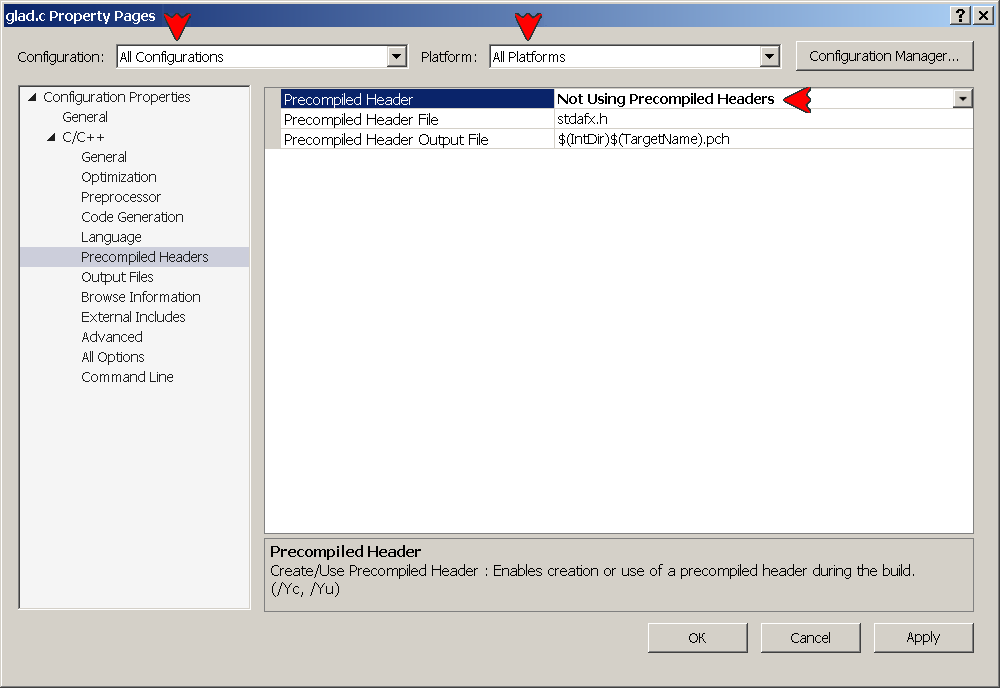 glad.c Property Pages
Configuration: All Configurations Platform: All Platforms Configuration Manager...
Configuration Properties
General
C/C++
General
Optimization
Preprocessor
Code Generation
Language
Precompiled Headers
Output Files
Browse Information
External Includes
Advanced
All Options
Command Line
Precompiled Header Not Using Precompiled Headers
Precompiled Header File stdafx.h
Precompiled Header Output File $(IntDir)$(TargetName).pch
Precompiled Header
Create/Use Precompiled Header : Enables creation or use of a precompiled header during the build.
(/Yc, /Yu)
OK Cancel Apply